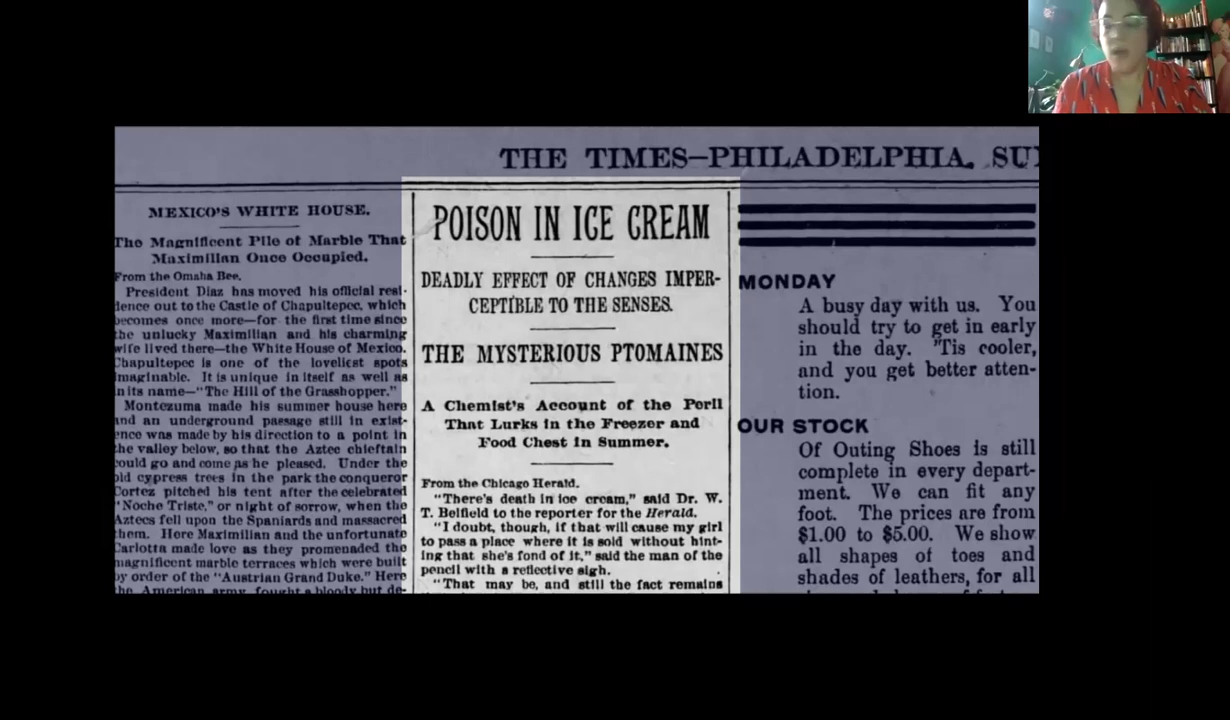 THE TIMES—PHILADELPHIA, SU
MEXICO'S WHITE HOUSE.
The Magnificent Pile of Marble That
Maximilian Once Occupied.
From the Omaha Bee.
President Diaz has moved his official resi-
dence out to the Castle of Chapultepec, which
becomes once more—for the first time since
the unlucky Maximilian and his charming
wife lived there—the White House of Mexico.
Chapultepec is one of the loveliest spots
imaginable. It is unique in itself as well as
in its name—"The Hill of the Grasshopper."
Montezuma made his summer house here
and an underground passage still in exist-
ence was made by his direction to a point in
the valley below, so that the Aztec chieftain
could go and come as he pleased. Under the
old cypress trees in the park the conqueror
Cortez pitched his tent after the celebrated
"Noche Triste," or night of sorrow, when the
Aztecs fell upon the Spaniards and massacred
them. Here Maximilian and the unfortunate
Carlotta made love as they promenaded the
magnificent marble terraces which were built
by order of the "Austrian Grand Duke." Here
the American army fought a bloody but de-
POISON IN ICE CREAM
DEADLY EFFECT OF CHANGES IMPER-
CEPTIBLE TO THE SENSES.
THE MYSTERIOUS PTOMAINES
A Chemist's Account of the Peril
That Lurks in the Freezer and
Food Chest in Summer.
From the Chicago Herald.
"There's death in ice cream," said Dr. W.
T. Belfield to the reporter for the Herald.
"I doubt, though, if that will cause my girl
to pass a place where it is sold without hint-
ing that she's fond of it," said the man of the
pencil with a reflective sigh.
"That may be, and still the fact remains
MONDAY
A busy day with us. You
should try to get in early
in the day. 'Tis cooler,
and you get better atten-
tion.
OUR STOCK
Of Outing Shoes is still
complete in every depart-
ment. We can fit any
foot. The prices are from
$1.00 to $5.00. We show
all shapes of toes and
shades of leathers, for all